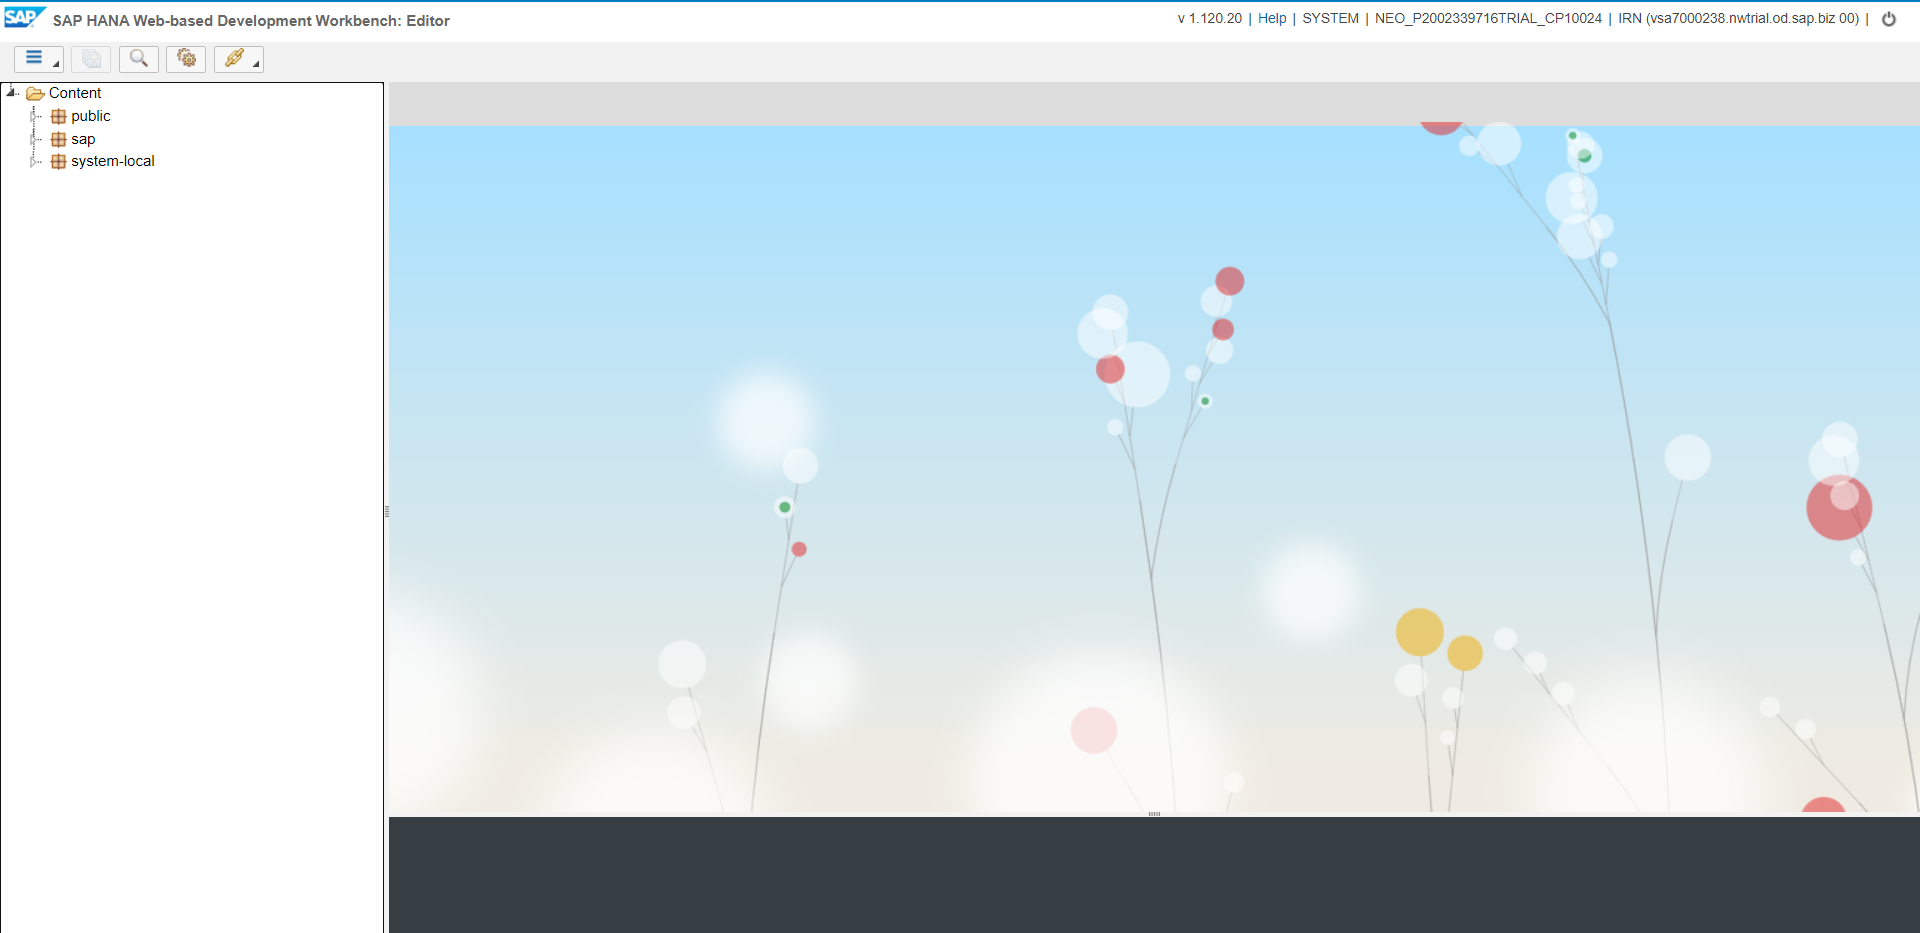 SAP SAP HANA Web-based Development Workbench: Editor
v 1.120.20 | Help | SYSTEM | NEO_P2002339716TRIAL_CP10024 | IRN (vsa7000238.nwtrial.od.sap.biz 00) |
Content
public
sap
system-local